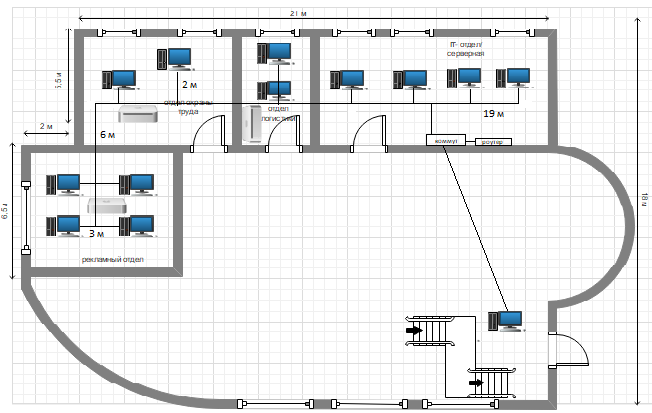 21 м
IT- отдел/
серверная
5,5 м
2 м
отдел охраны
труда
отдел
логистики
19 м
2 м
6 м
коммут
роутер
6,5 м
18 м
3 м
рекламный отдел